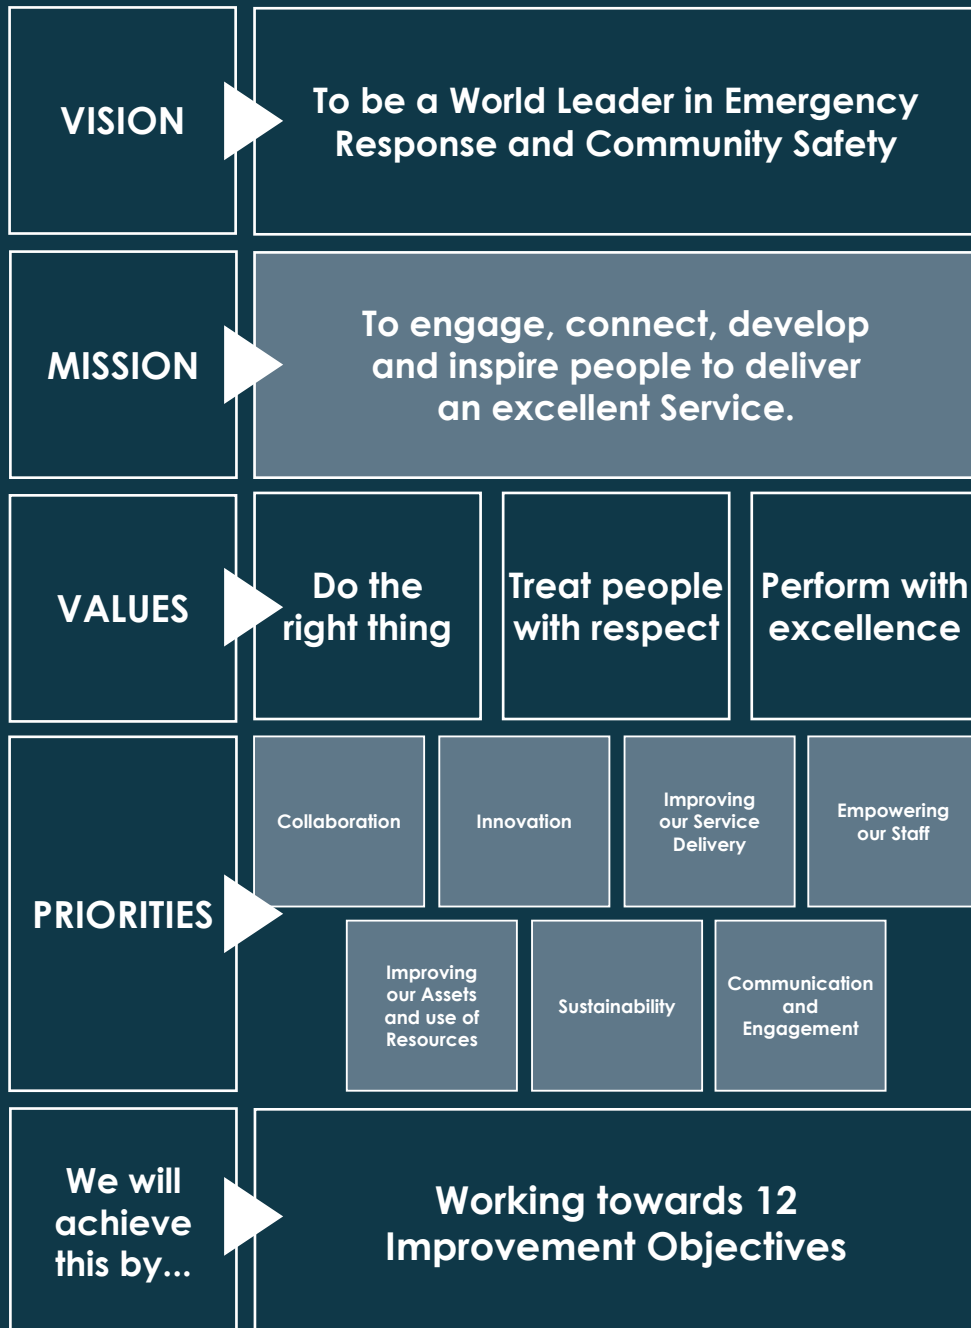 VISION
To be a World Leader in Emergency
Response and Community Safety
MISSION
To engage, connect, develop
and inspire people to deliver
an excellent Service.
VALUES
Do the
right thing
Treat people
with respect
Perform with
excellence
PRIORITIES
Collaboration
Innovation
Improving
our Service
Delivery
Empowering
our Staff
Improving
our Assets
and use of
Resources
Sustainability
Communication
and
Engagement
We will
achieve
this by...
Working towards 12
Improvement Objectives